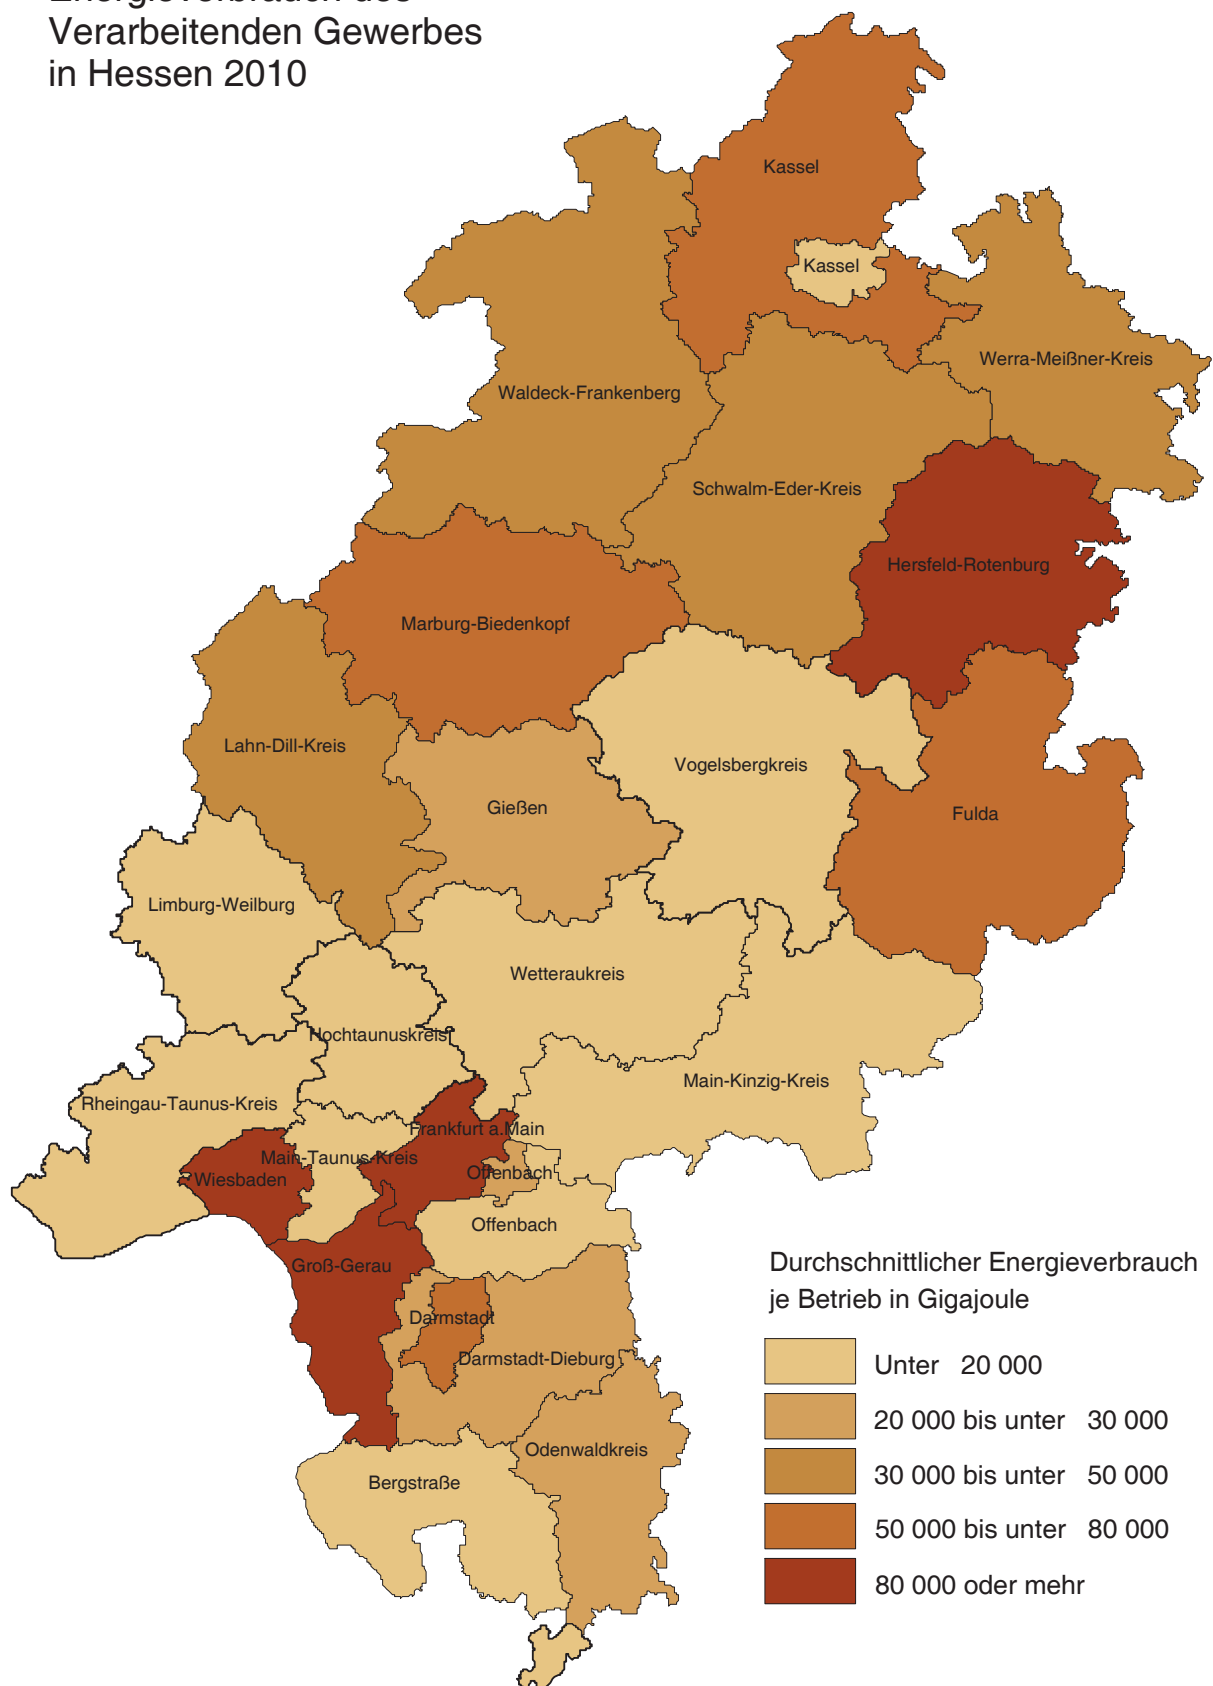 Energieverbrauch des
Verarbeitenden Gewerbes
in Hessen 2010
Kassel
Kassel
Werra-Meißner-Kreis
Waldeck-Frankenberg
Schwalm-Eder-Kreis
Hersfeld-Rotenburg
Marburg-Biedenkopf
Lahn-Dill-Kreis
Vogelsbergkreis
Gießen
Fulda
Limburg-Weilburg
Wetteraukreis
Hochtaunuskreis
Main-Kinzig-Kreis
Rheingau-Taunus-Kreis
Frankfurt a.Main
Main-Taunus-Kreis
Offenbach
Wiesbaden
Offenbach
Groß-Gerau
Darmstadt
Darmstadt-Dieburg
Odenwaldkreis
Bergstraße
Durchschnittlicher Energieverbrauch
je Betrieb in Gigajoule
Unter 20 000
20 000 bis unter 30 000
30 000 bis unter 50 000
50 000 bis unter 80 000
80 000 oder mehr